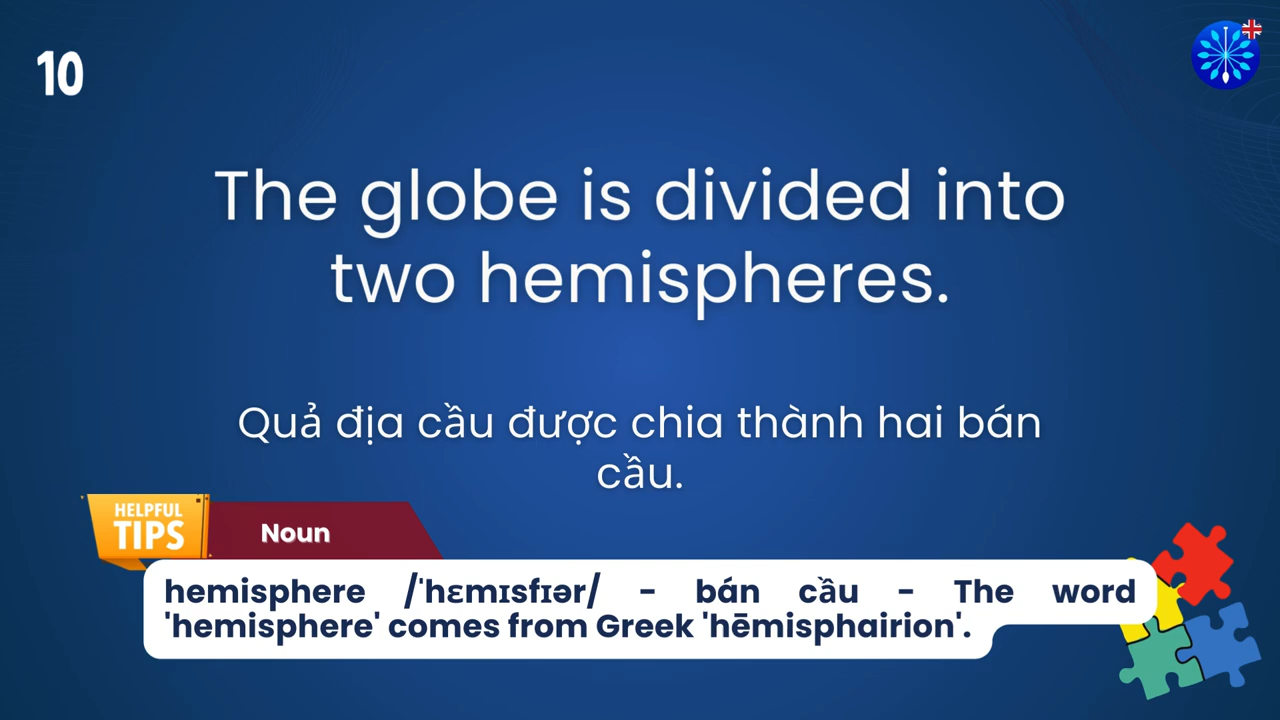 10
The globe is divided into
two hemispheres.
Quả địa cầu được chia thành hai bán
cầu.
HELPFUL
TIPS
Noun
hemisphere /ˈhɛmɪsfɪər/ - bán cầu - The word
'hemisphere' comes from Greek 'hēmisphairion'.